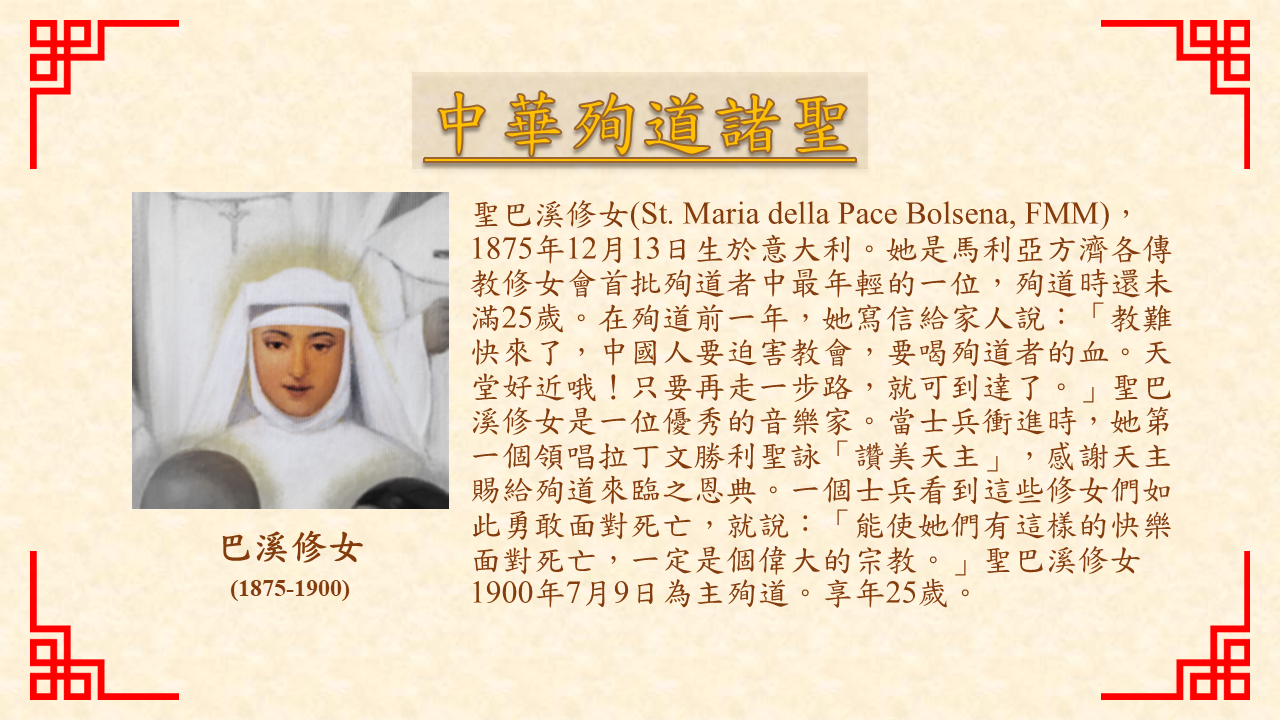 中華殉道諸聖
聖巴溪修女(St. Maria della Pace Bolsena, FMM)，
1875年12月13日生於意大利。她是馬利亞方濟各傳
教修女會首批殉道者中最年輕的一位，殉道時還未
滿25歲。在殉道前一年，她寫信給家人說：「教難
快來了，中國人要迫害教會，要喝殉道者的血。天
堂好近哦！只要再走一步路，就可到達了。」聖巴
溪修女是一位優秀的音樂家。當士兵衝進時，她第
一個領唱拉丁文勝利聖詠「讚美天主」，感謝天主
賜給殉道來臨之恩典。一個士兵看到這些修女們如
此勇敢面對死亡，就說：「能使她們有這樣的快樂
面對死亡，一定是個偉大的宗教。」聖巴溪修女
1900年7月9日為主殉道。享年25歲。
巴溪修女
(1875-1900)